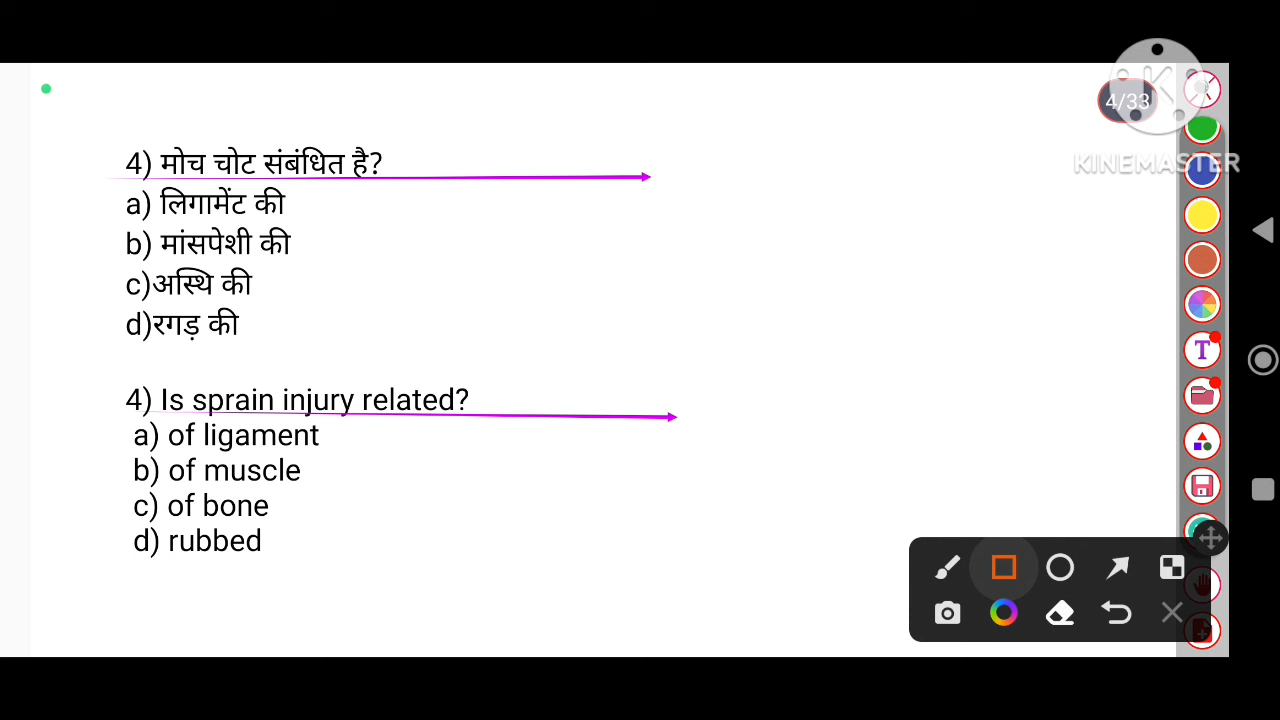 4/33
KINEMASTER
4) मोच चोट संबंधित है?
a) लिगामेंट की
b) मांसपेशी की
c)अस्थि की
d)रगड़ की
4) Is sprain injury related?
a) of ligament
b) of muscle
c) of bone
d) rubbed
T